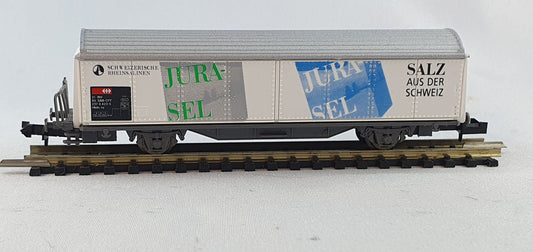 SCHWEIZERISCHE
RHEINSALINEN
JURA-
SEL
JURA-
SEL
SALZ
AUS DER
SCHWEIZ